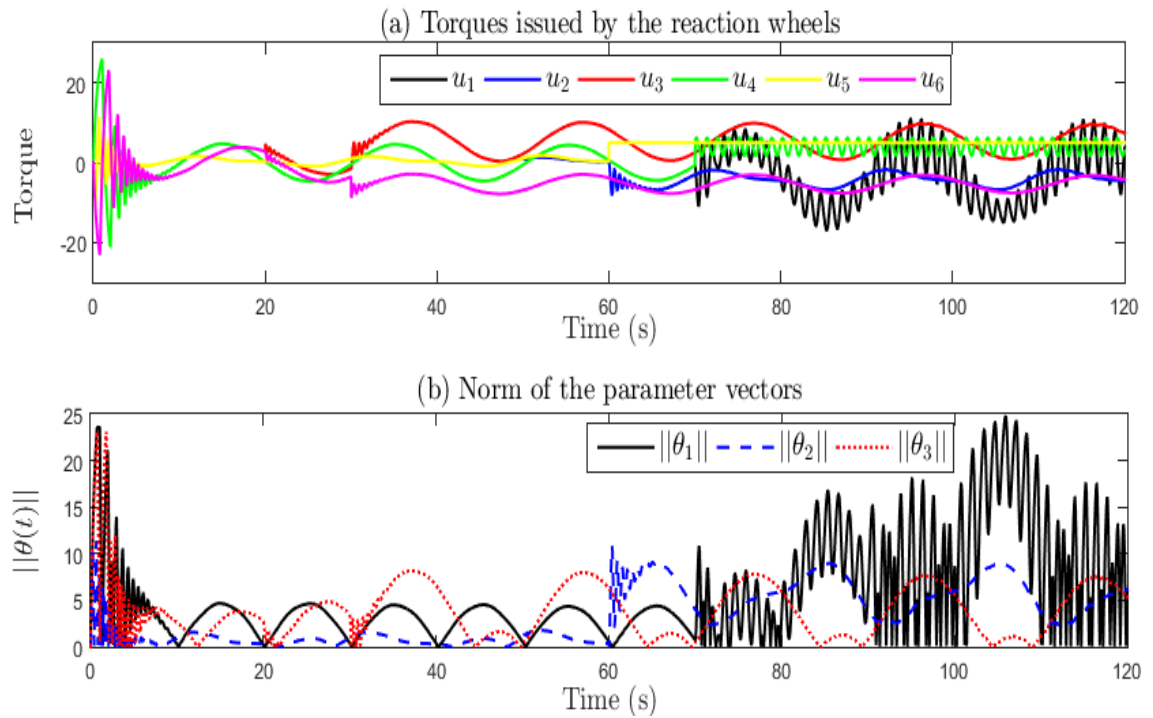 (a) Torques issued by the reaction wheels
u₁ u₂ u₃ u₄ u₅ u₆
Torque
20
0
-20
0 20 40 60 80 100 120
Time (s)
(b) Norm of the parameter vectors
||θ₁|| ||θ₂|| ||θ₃||
||θ(t)||
25
20
15
10
5
0
0 20 40 60 80 100 120
Time (s)